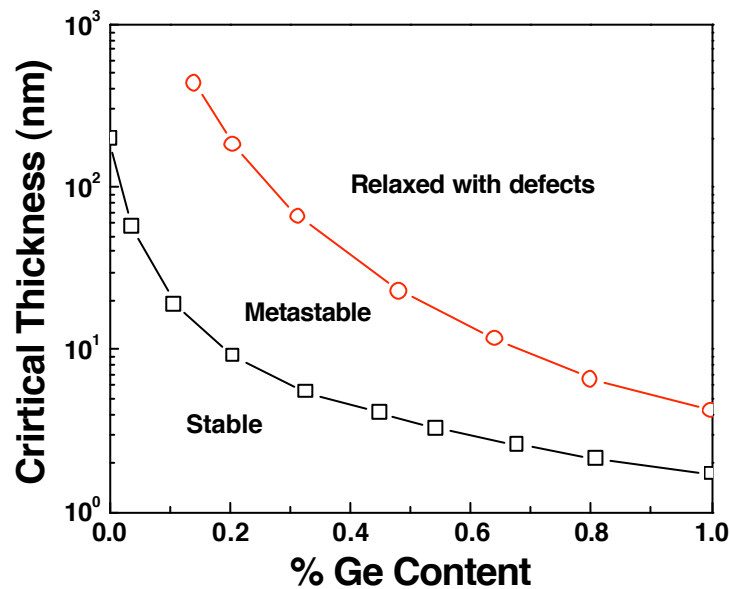 10³
Crirtical Thickness (nm)
Relaxed with defects
10²
Metastable
10¹
Stable
10⁰
0.0 0.2 0.4 0.6 0.8 1.0
% Ge Content